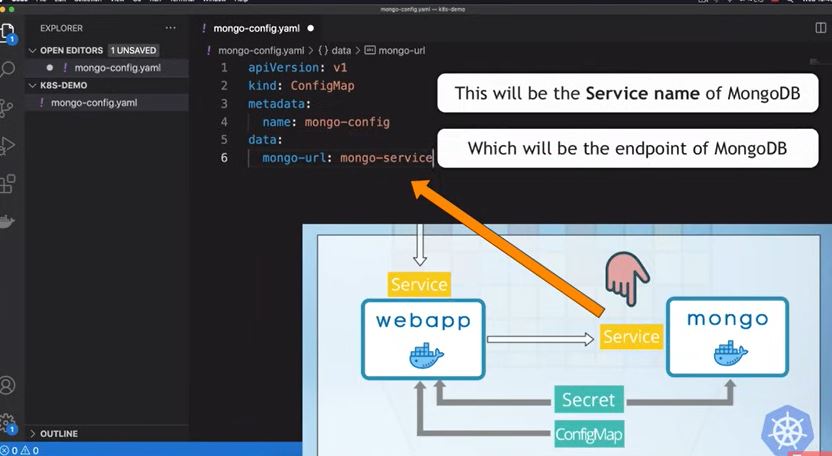 mongo-config.yaml — k8s-demo
EXPLORER
mongo-config.yaml
OPEN EDITORS 1 UNSAVED
mongo-config.yaml
K8S-DEMO
mongo-config.yaml
mongo-config.yaml > {} data > mongo-url
1 apiVersion: v1
2 kind: ConfigMap
3 metadata:
4 name: mongo-config
5 data:
6 mongo-url: mongo-service
This will be the Service name of MongoDB
Which will be the endpoint of MongoDB
Service
webapp
Service
mongo
Secret
ConfigMap
OUTLINE
1
1
0 0